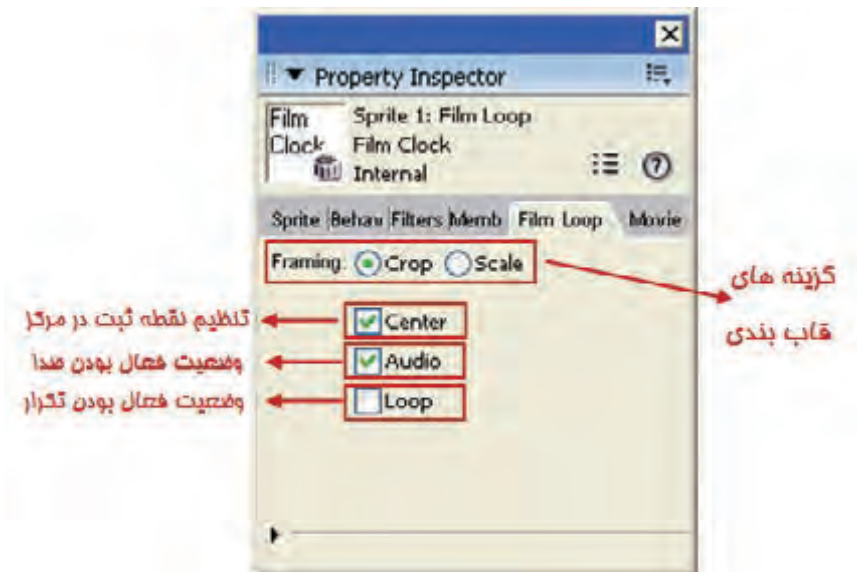 Property Inspector
Film Clock
Sprite 1: Film Loop
Film Clock
Internal
Sprite Behav Filters Memb Film Loop Movie
Framing: Crop Scale
گزینه های
قاب بندی
Center
تنظیم نقطه ثبت در مرکز
Audio
وضعیت فعال بودن صدا
Loop
وضعیت فعال بودن تکرار